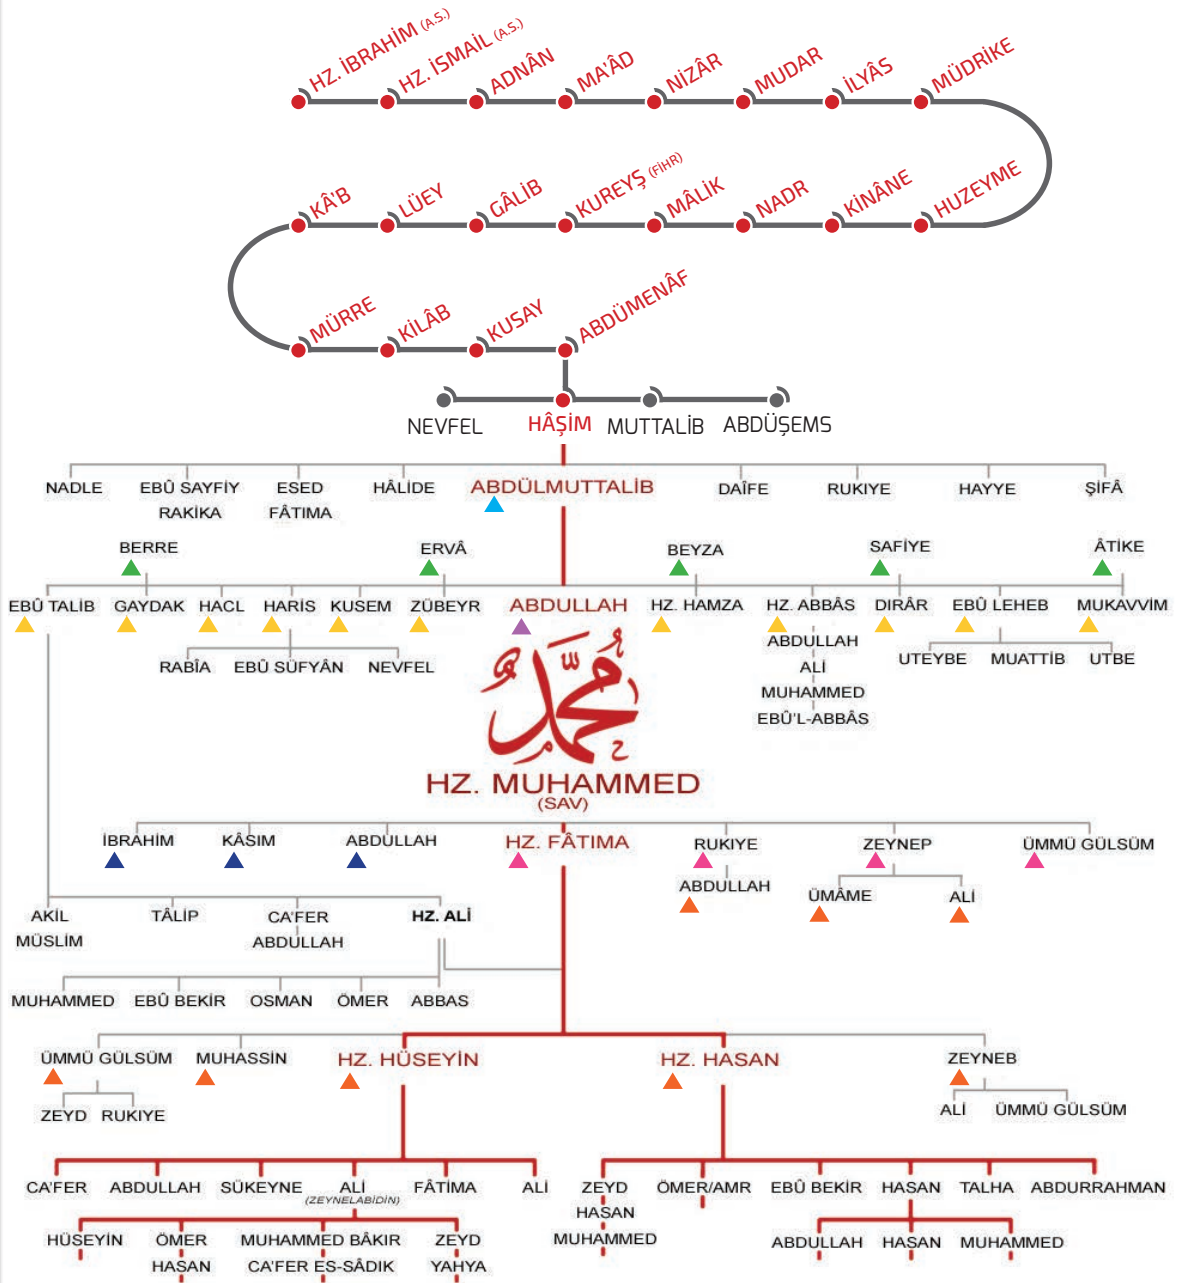 HZ. İBRAHİM (A.S.)
HZ. İSMAİL (A.S.)
ADNÂN
MA'ÂD
NİZÂR
MUDAR
İLYÂS
MÜDRİKE
KÂ'B
LÜEY
GÂLİB
KUREYŞ (FİHR)
MÂLİK
NADR
KİNÂNE
HUZEYME
MÜRRE
KİLÂB
KUSAY
ABDÜMENÂF
NEVFEL
HÂŞİM
MUTTALİB
ABDÜŞEMS
NADLE
EBÛ SAYFİY
RAKİKA
ESED
FÂTIMA
HÂLİDE
ABDÜLMUTTALİB
DAÎFE
RUKIYE
HAYYE
ŞİFÂ
BERRE
ERVÂ
BEYZA
SAFİYE
ÂTİKE
EBÛ TALİB
GAYDAK
HACL
HARİS
KUSEM
ZÜBEYR
ABDULLAH
HZ. HAMZA
HZ. ABBÂS
DIRÂR
EBÛ LEHEB
MUKAVVİM
RABÎA
EBÛ SÜFYÂN
NEVFEL
ABDULLAH
ALİ
MUHAMMED
EBÛ'L-ABBÂS
UTEYBE
MUATTİB
UTBE
محمد
HZ. MUHAMMED
(SAV)
İBRAHİM
KÂSIM
ABDULLAH
HZ. FÂTIMA
RUKIYE
ZEYNEP
ÜMMÜ GÜLSÜM
ABDULLAH
ÜMÂME
ALİ
AKİL
MÜSLİM
TÂLİP
CA'FER
ABDULLAH
HZ. ALİ
MUHAMMED
EBÛ BEKİR
OSMAN
ÖMER
ABBAS
ÜMMÜ GÜLSÜM
MUHASSİN
HZ. HÜSEYİN
HZ. HASAN
ZEYNEB
ZEYD
RUKIYE
ALİ
ÜMMÜ GÜLSÜM
CA'FER
ABDULLAH
SÜKEYNE
ALİ
(ZEYNELABİDİN)
FÂTIMA
ALİ
ZEYD
HASAN
MUHAMMED
ÖMER/AMR
EBÛ BEKİR
HASAN
TALHA
ABDURRAHMAN
HÜSEYİN
ÖMER
HASAN
MUHAMMED BÂKIR
CA'FER ES-SÂDIK
ZEYD
YAHYA
ABDULLAH
HASAN
MUHAMMED